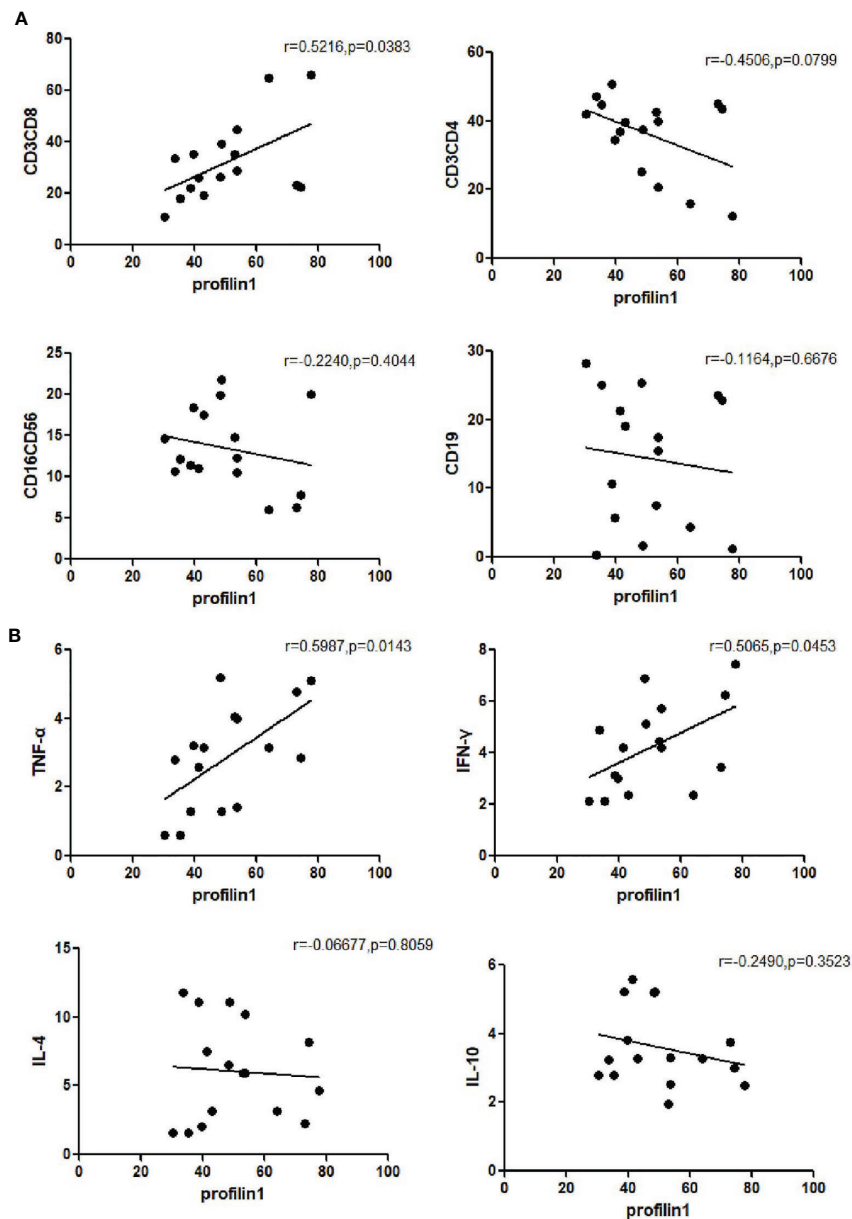 A
r=0.5216,p=0.0383
CD3CD8
80
60
40
20
0
0 20 40 60 80 100
profilin1
r=-0.4506,p=0.0799
CD3CD4
60
40
20
0
0 20 40 60 80 100
profilin1
r=-0.2240,p=0.4044
CD16CD56
25
20
15
10
5
0
0 20 40 60 80 100
profilin1
r=-0.1164,p=0.6676
CD19
30
20
10
0
0 20 40 60 80 100
profilin1
B
r=0.5987,p=0.0143
TNF-α
6
4
2
0
0 20 40 60 80 100
profilin1
r=0.5065,p=0.0453
IFN-γ
8
6
4
2
0
0 20 40 60 80 100
profilin1
r=-0.06677,p=0.8059
IL-4
15
10
5
0
0 20 40 60 80 100
profilin1
r=-0.2490,p=0.3523
IL-10
6
4
2
0
0 20 40 60 80 100
profilin1